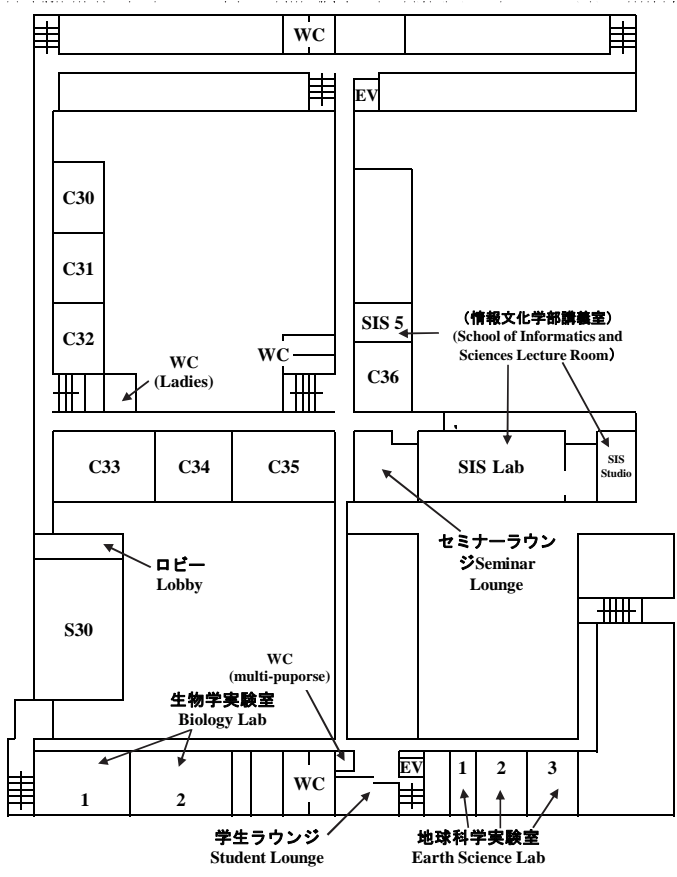 WC
EV
C30
C31
C32
WC
(Ladies)
WC
SIS 5
C36
(情報文化学部講義室)
(School of Informatics and
Sciences Lecture Room)
C33
C34
C35
SIS Lab
SIS
Studio
ロビー
Lobby
セミナーラウン
ジSeminar
Lounge
S30
WC
(multi-puporse)
生物学実験室
Biology Lab
1
2
WC
EV
1
2
3
学生ラウンジ
Student Lounge
地球科学実験室
Earth Science Lab